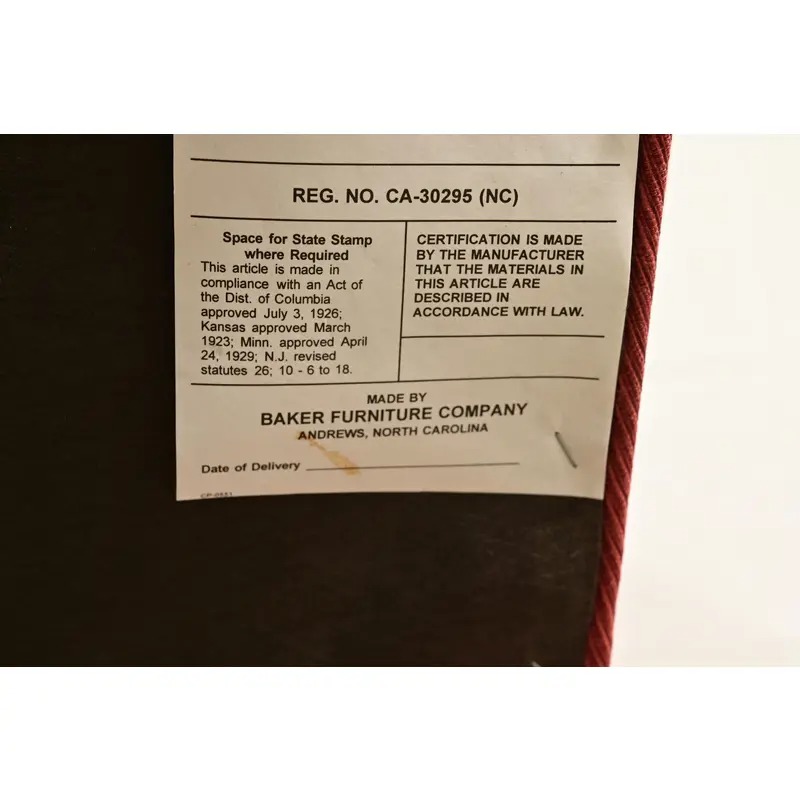 REG. NO. CA-30295 (NC)
Space for State Stamp
where Required
This article is made in
compliance with an Act of
the Dist. of Columbia
approved July 3, 1926;
Kansas approved March
1923; Minn. approved April
24, 1929; N.J. revised
statutes 26; 10 - 6 to 18.
CERTIFICATION IS MADE
BY THE MANUFACTURER
THAT THE MATERIALS IN
THIS ARTICLE ARE
DESCRIBED IN
ACCORDANCE WITH LAW.
MADE BY
BAKER FURNITURE COMPANY
ANDREWS, NORTH CAROLINA
Date of Delivery